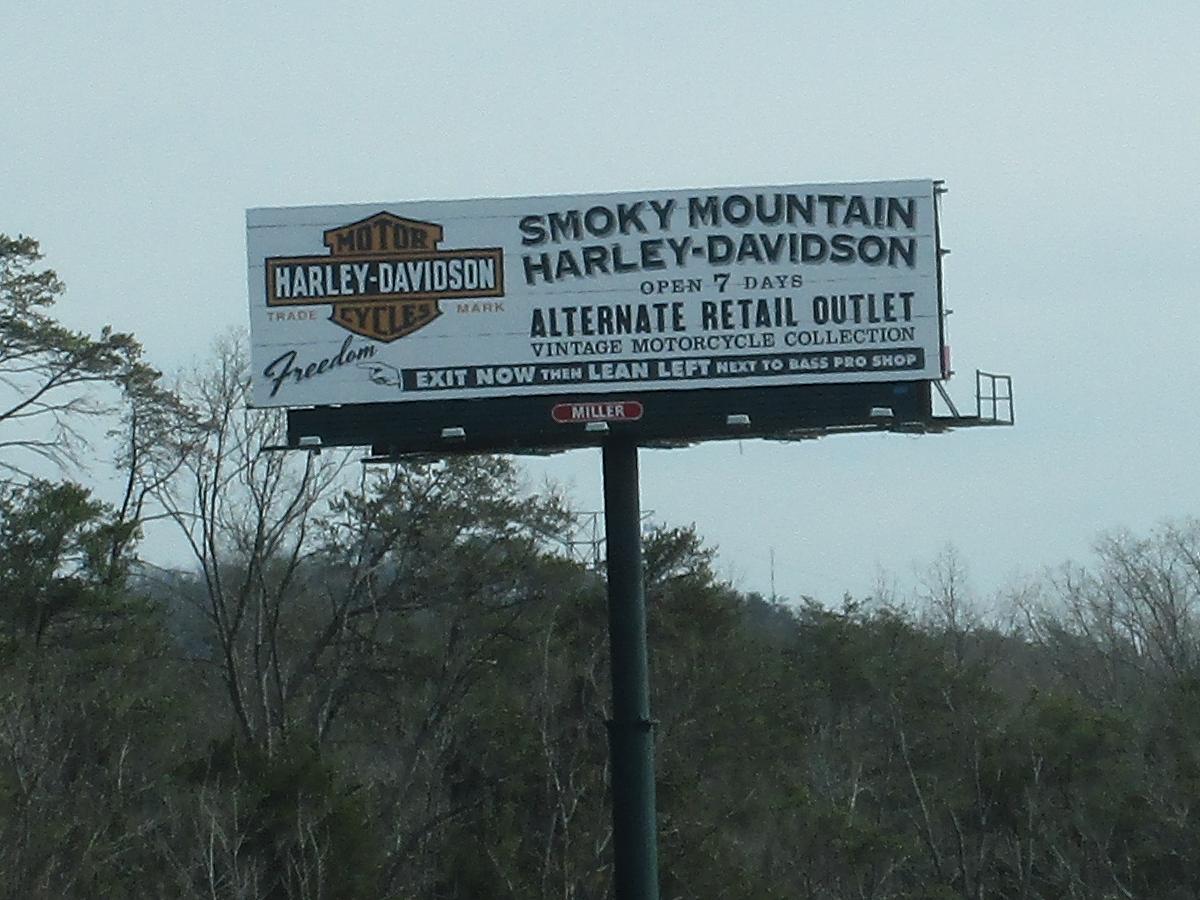 MOTOR
HARLEY-DAVIDSON
CYCLES
TRADE MARK
Freedom
SMOKY MOUNTAIN
HARLEY-DAVIDSON
OPEN 7 DAYS
ALTERNATE RETAIL OUTLET
VINTAGE MOTORCYCLE COLLECTION
EXIT NOW THEN LEAN LEFT NEXT TO BASS PRO SHOP
MILLER